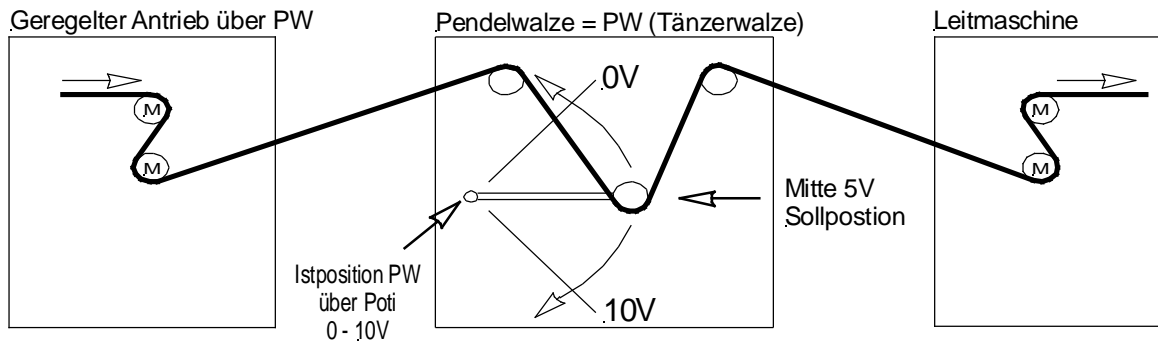 Geregelter Antrieb über PW
Pendelwalze = PW (Tänzerwalze)
Leitmaschine
M
M
0V
10V
Mitte 5V
Sollpostion
Istposition PW
über Poti
0 - 10V
M
M